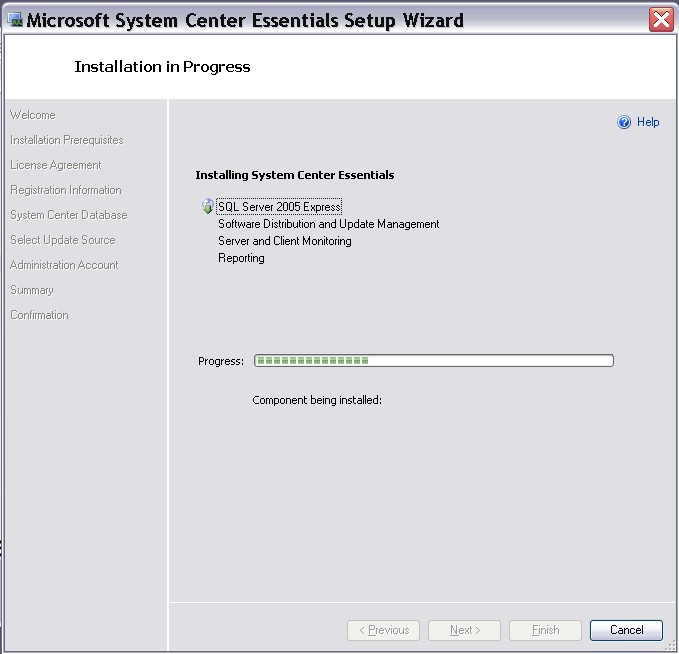 Microsoft System Center Essentials Setup Wizard
Installation in Progress
Welcome
Installation Prerequisites
License Agreement
Registration Information
System Center Database
Select Update Source
Administration Account
Summary
Confirmation
Help
Installing System Center Essentials
SQL Server 2005 Express
Software Distribution and Update Management
Server and Client Monitoring
Reporting
Progress:
Component being installed:
< Previous
Next >
Finish
Cancel